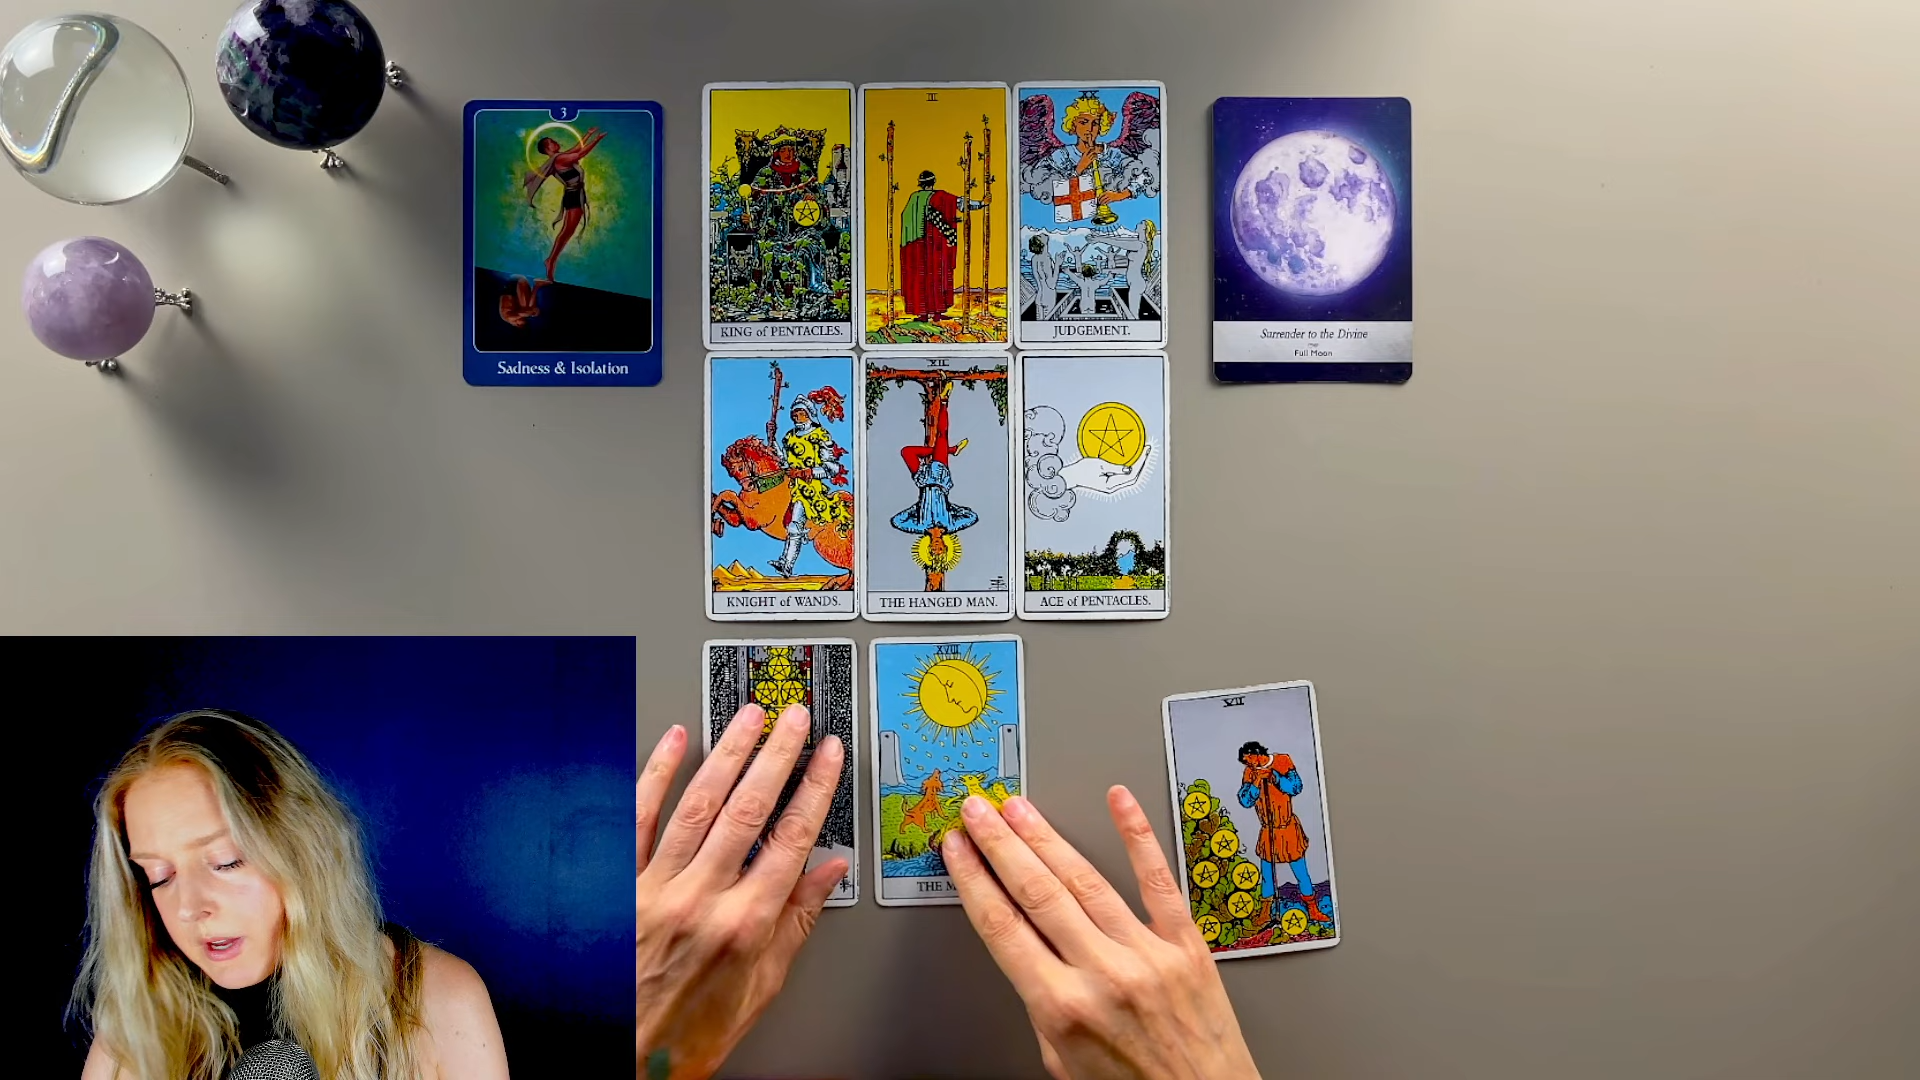 3
Sadness & Isolation
KING of PENTACLES.
III
XX
JUDGEMENT.
Surrender to the Divine
Full Moon
KNIGHT of WANDS.
XII
THE HANGED MAN.
ACE of PENTACLES.
XVIII
THE M
VII